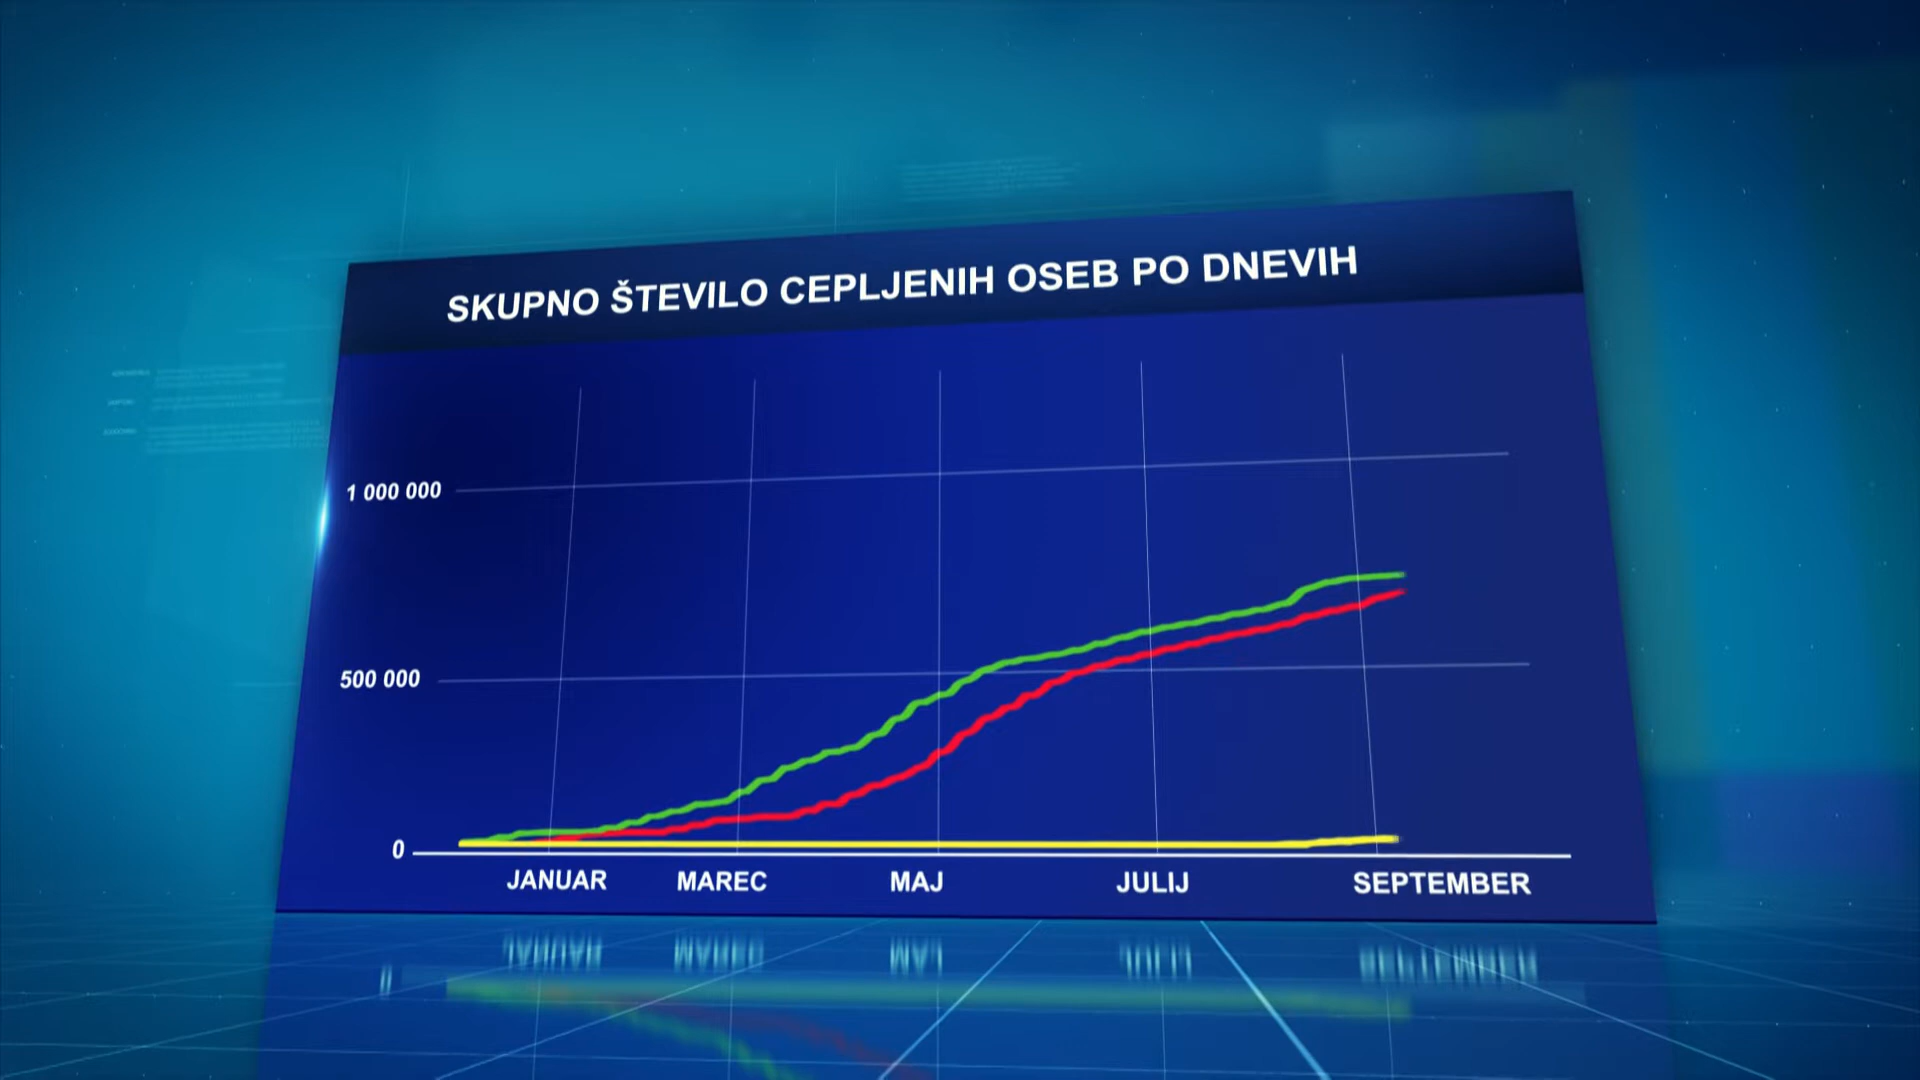 SKUPNO ŠTEVILO CEPLJENIH OSEB PO DNEVIH
1 000 000
500 000
0
JANUAR MAREC MAJ JULIJ SEPTEMBER